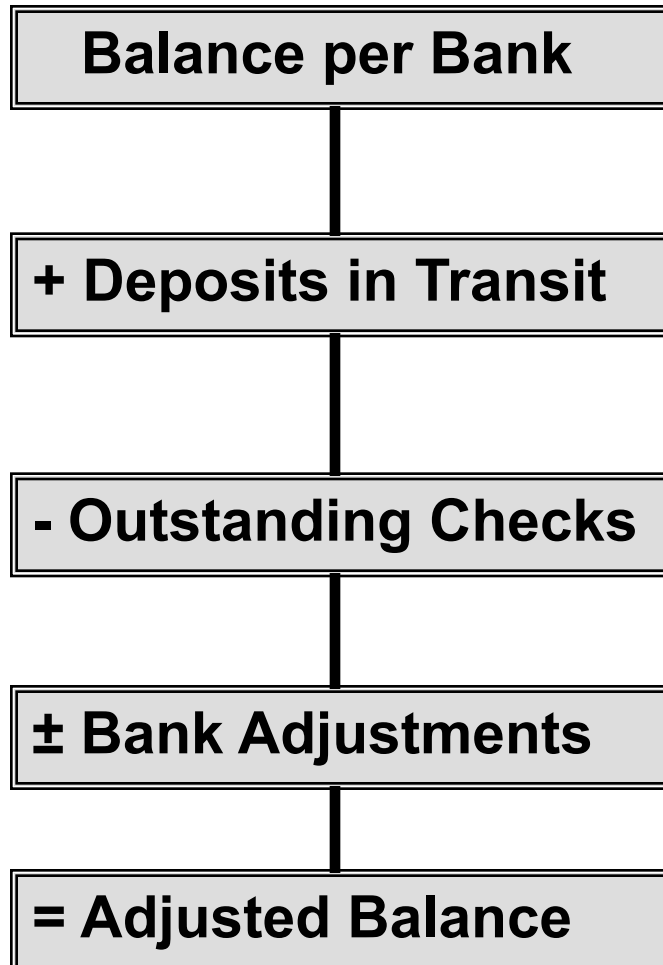 Balance per Bank
+ Deposits in Transit
- Outstanding Checks
± Bank Adjustments
= Adjusted Balance